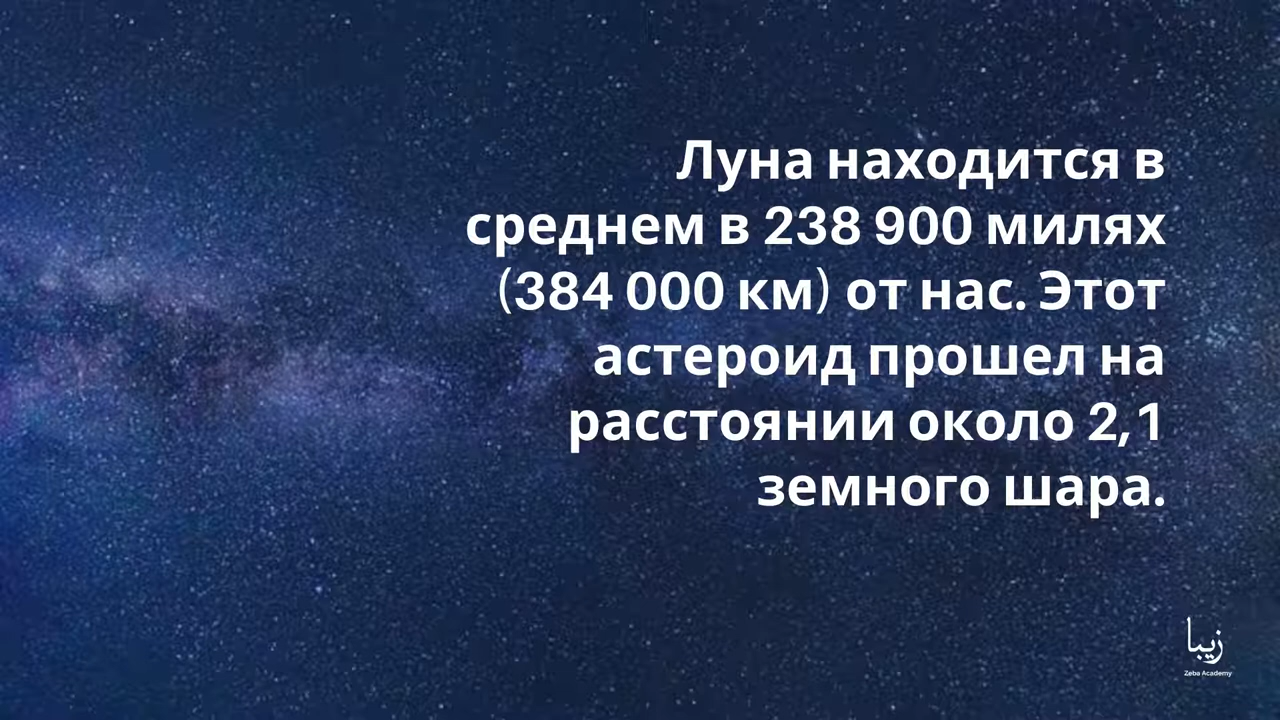 Луна находится в
среднем в 238 900 милях
(384 000 км) от нас. Этот
астероид прошел на
расстоянии около 2,1
земного шара.
زيبا
Zeba Academy